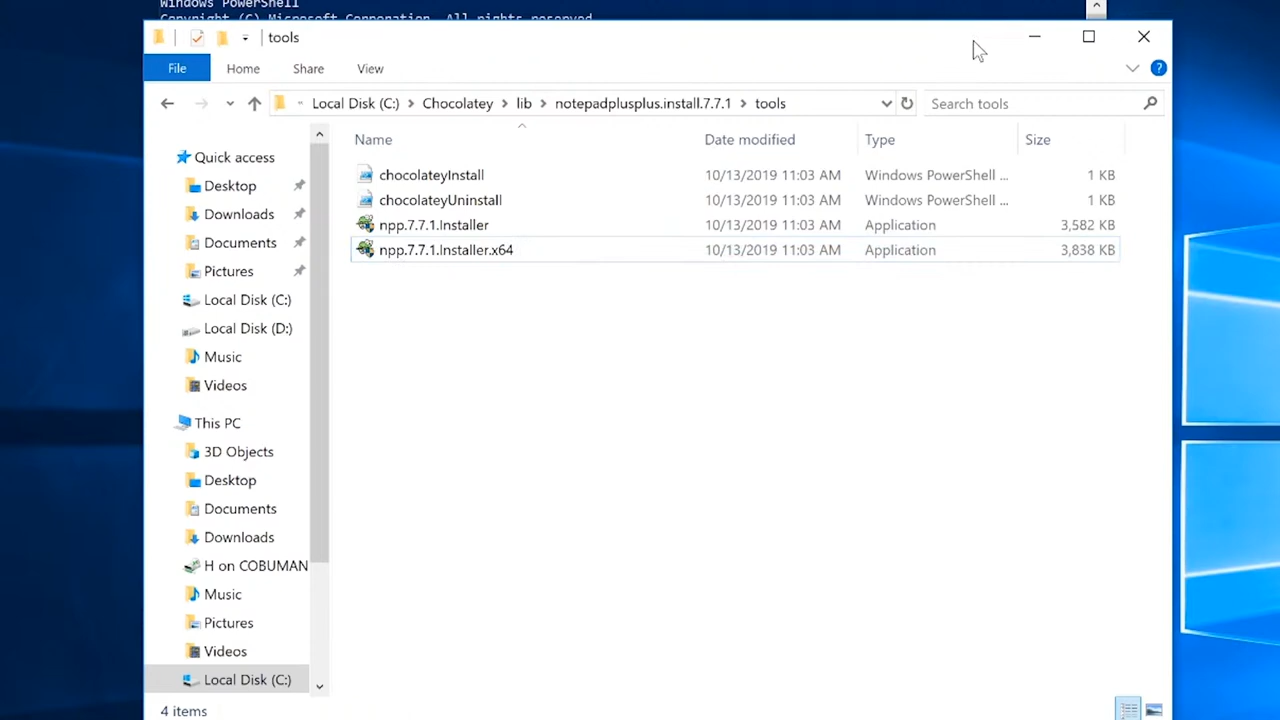 Windows PowerShell
Copyright (C) Microsoft Corporation. All rights reserved.
tools
File Home Share View
« Local Disk (C:) > Chocolatey > lib > notepadplusplus.install.7.7.1 > tools
Search tools
Name Date modified Type Size
chocolateyInstall 10/13/2019 11:03 AM Windows PowerShell ... 1 KB
chocolateyUninstall 10/13/2019 11:03 AM Windows PowerShell ... 1 KB
npp.7.7.1.Installer 10/13/2019 11:03 AM Application 3,582 KB
npp.7.7.1.Installer.x64 10/13/2019 11:03 AM Application 3,838 KB
Quick access
Desktop
Downloads
Documents
Pictures
Local Disk (C:)
Local Disk (D:)
Music
Videos
This PC
3D Objects
Desktop
Documents
Downloads
H on COBUMAN
Music
Pictures
Videos
Local Disk (C:)
4 items